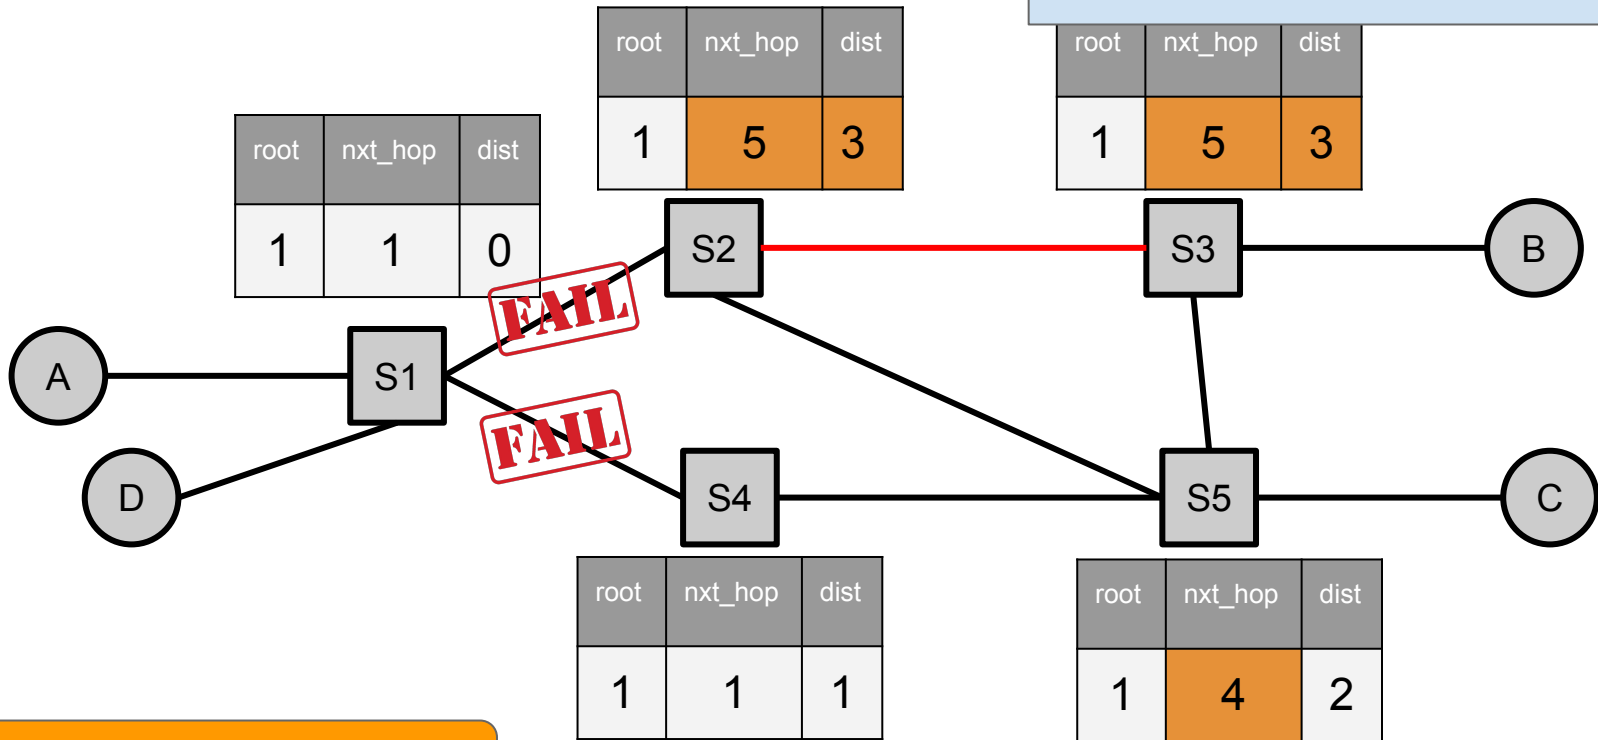 root nxt_hop dist
1 5 3
root nxt_hop dist
1 5 3
root nxt_hop dist
1 1 0
S2
S3
B
FAIL
A
S1
FAIL
D
S4
S5
C
root nxt_hop dist
1 1 1
root nxt_hop dist
1 4 2